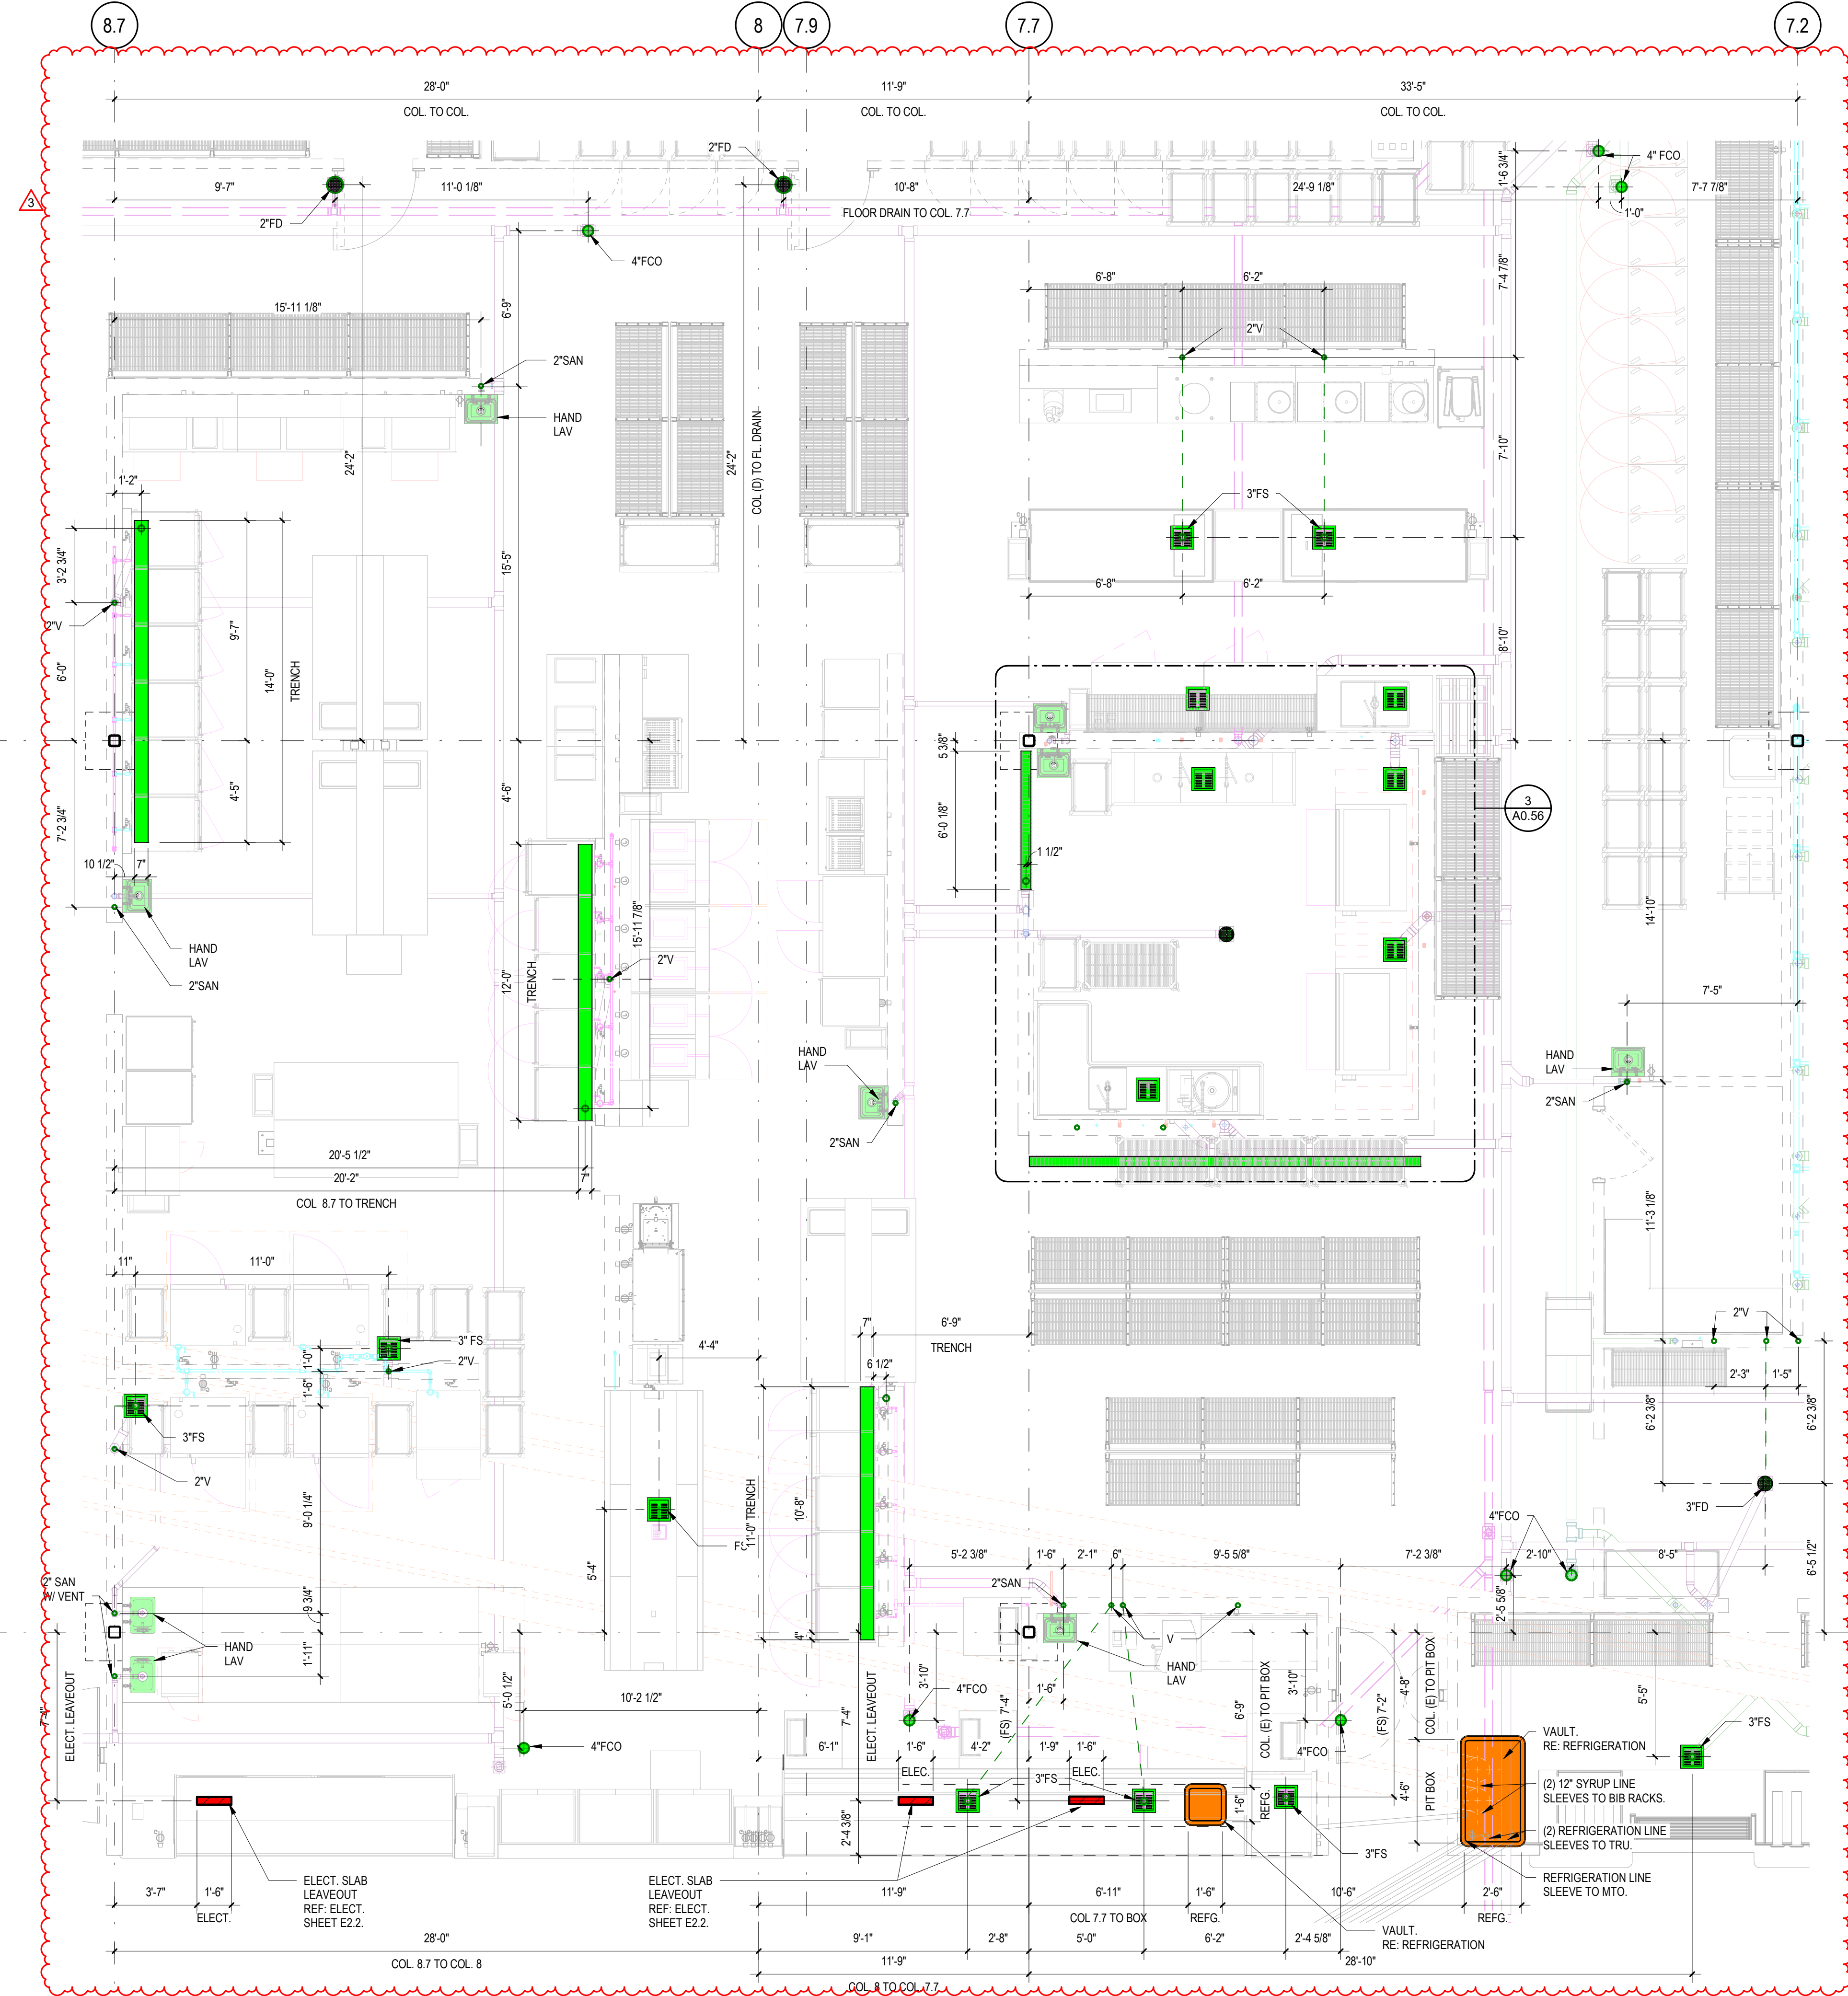 8.7
8
7.9
7.7
7.2
28'-0"
11'-9"
33'-5"
COL. TO COL.
COL. TO COL.
COL. TO COL.
2"FD
4" FCO
1'-6 3/4"
3
9'-7"
11'-0 1/8"
10'-8"
24'-9 1/8"
7'-7 7/8"
FLOOR DRAIN TO COL. 7.7
1'-0"
2"FD
4"FCO
7'-4 7/8"
6'-8"
6'-2"
6'-9"
15'-11 1/8"
2"V
2"SAN
HAND
LAV
24'-2"
24'-2"
COL (D) TO FL. DRAIN
7'-10"
1'-2"
3"FS
3'-2 3/4"
15'-5"
6'-8"
6'-2"
2"V
9'-7"
14'-0"
TRENCH
6'-0"
8'-10"
5 3/8"
4'-5"
4'-6"
3
A0.56
7'-2 3/4"
6'-0 1/8"
1 1/2"
10 1/2"
7"
14'-10"
15'-11 7/8"
HAND
LAV
2"V
2"SAN
12'-0"
TRENCH
7'-5"
HAND
LAV
HAND
LAV
2"SAN
2"SAN
20'-5 1/2"
20'-2"
7"
COL 8.7 TO TRENCH
11'-3 1/8"
11"
11'-0"
2"V
7"
6'-9"
TRENCH
3" FS
4'-4"
1'-0"
2"V
6 1/2"
2'-3"
1'-5"
1'-6"
6'-2 3/8"
6'-2 3/8"
3"FS
2"V
11'-0" TRENCH
10'-8"
3"FD
9'-0 1/4"
4"FCO
FS
5'-4"
5'-2 3/8"
1'-6"
2'-1"
6"
9'-5 5/8"
7'-2 3/8"
2'-10"
8'-5"
6'-5 1/2"
2" SAN
W/ VENT
2"SAN
9 3/4"
2'-5 5/8"
4"
V
HAND
LAV
HAND
LAV
1'-11"
ELECT. LEAVEOUT
5'-0 1/2"
10'-2 1/2"
7'-4"
ELECT. LEAVEOUT
3'-10"
4"FCO
(FS) 7'-4"
1'-6"
6'-9"
COL. (E) TO PIT BOX
3'-10"
(FS) 7'-2"
4'-8"
COL. (E) TO PIT BOX
5'-5"
3"FS
4"FCO
4"FCO
VAULT.
RE: REFRIGERATION
6'-1"
1'-6"
4'-2"
1'-9"
1'-6"
ELEC.
ELEC.
3"FS
4'-6"
PIT BOX
(2) 12" SYRUP LINE
SLEEVES TO BIB RACKS.
1'-6"
REFG.
2'-4 3/8"
(2) REFRIGERATION LINE
SLEEVES TO TRU.
3"FS
ELECT. SLAB
LEAVEOUT
REF: ELECT.
SHEET E2.2.
ELECT. SLAB
LEAVEOUT
REF: ELECT.
SHEET E2.2.
REFRIGERATION LINE
SLEEVE TO MTO.
3'-7"
1'-6"
ELECT.
11'-9"
6'-11"
1'-6"
10'-6"
2'-6"
COL 7.7 TO BOX
REFG.
REFG.
VAULT.
RE: REFRIGERATION
28'-0"
9'-1"
2'-8"
5'-0"
6'-2"
2'-4 5/8"
COL. 8.7 TO COL. 8
11'-9"
28'-10"
COL. 8 TO COL. 7.7